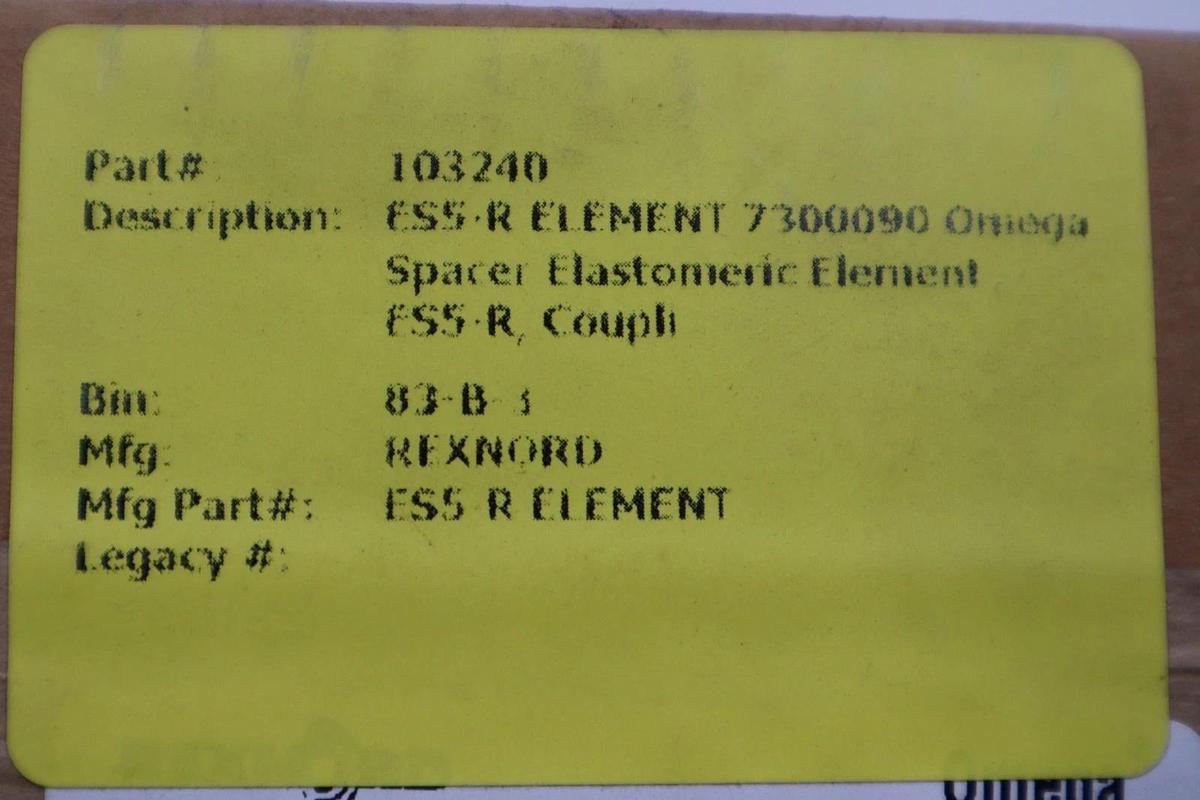 Part# 103240
Description: ES5-R ELEMENT 7300090 Omega
Spacer Elastomeric Element
ES5-R, Coupli
Bin: 83-B-3
Mfg: REXNORD
Mfg Part#: ES5-R ELEMENT
Legacy #:
Omega